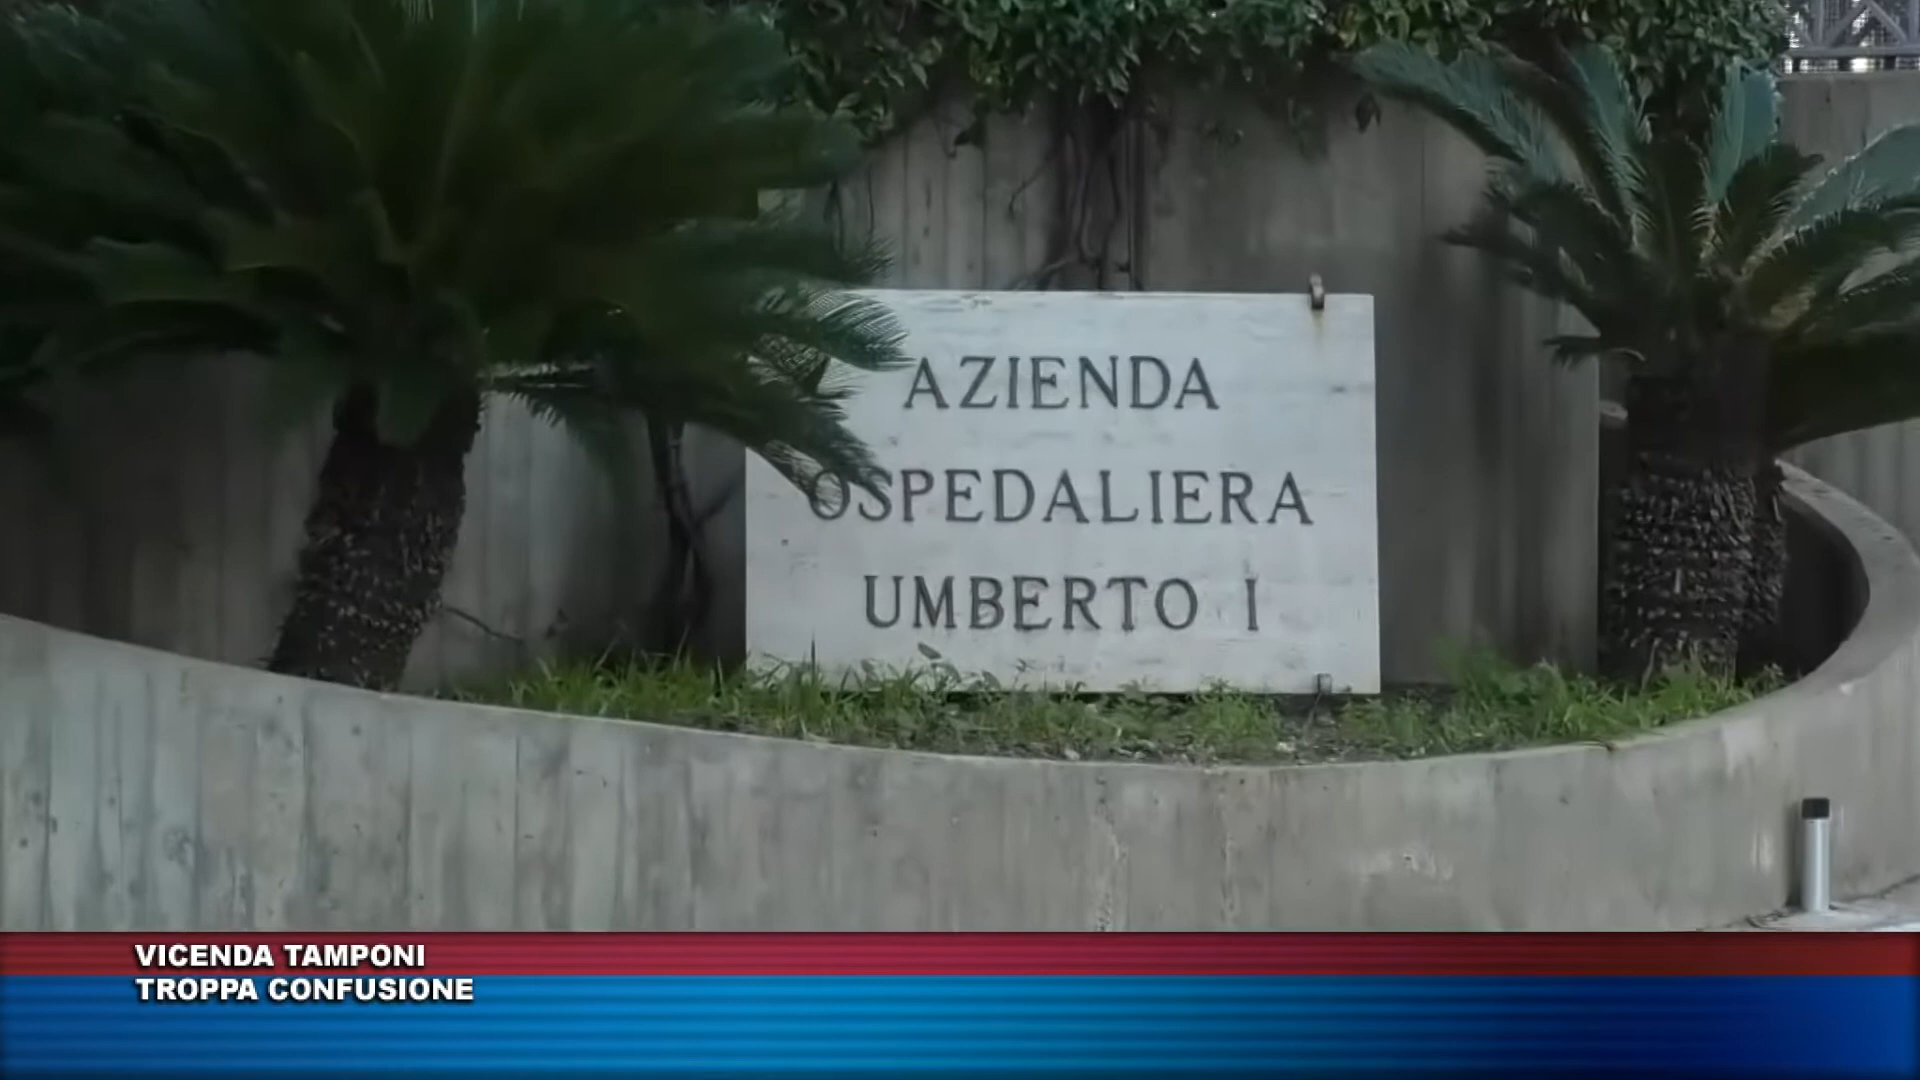 AZIENDA
OSPEDALIERA
UMBERTO I
VICENDA TAMPONI
TROPPA CONFUSIONE